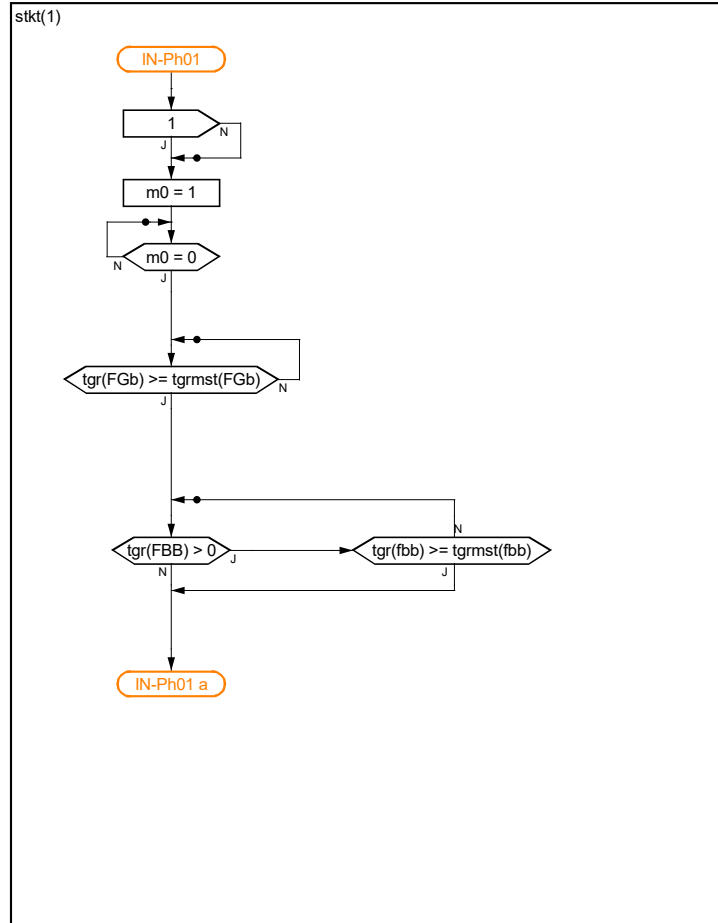 stkt(1)
IN-Ph01
1
N
J
m0 = 1
m0 = 0
N
J
tgr(FGb) >= tgrmst(FGb)
N
J
N
tgr(FBB) > 0
J
tgr(fbb) >= tgrmst(fbb)
N
J
IN-Ph01 a